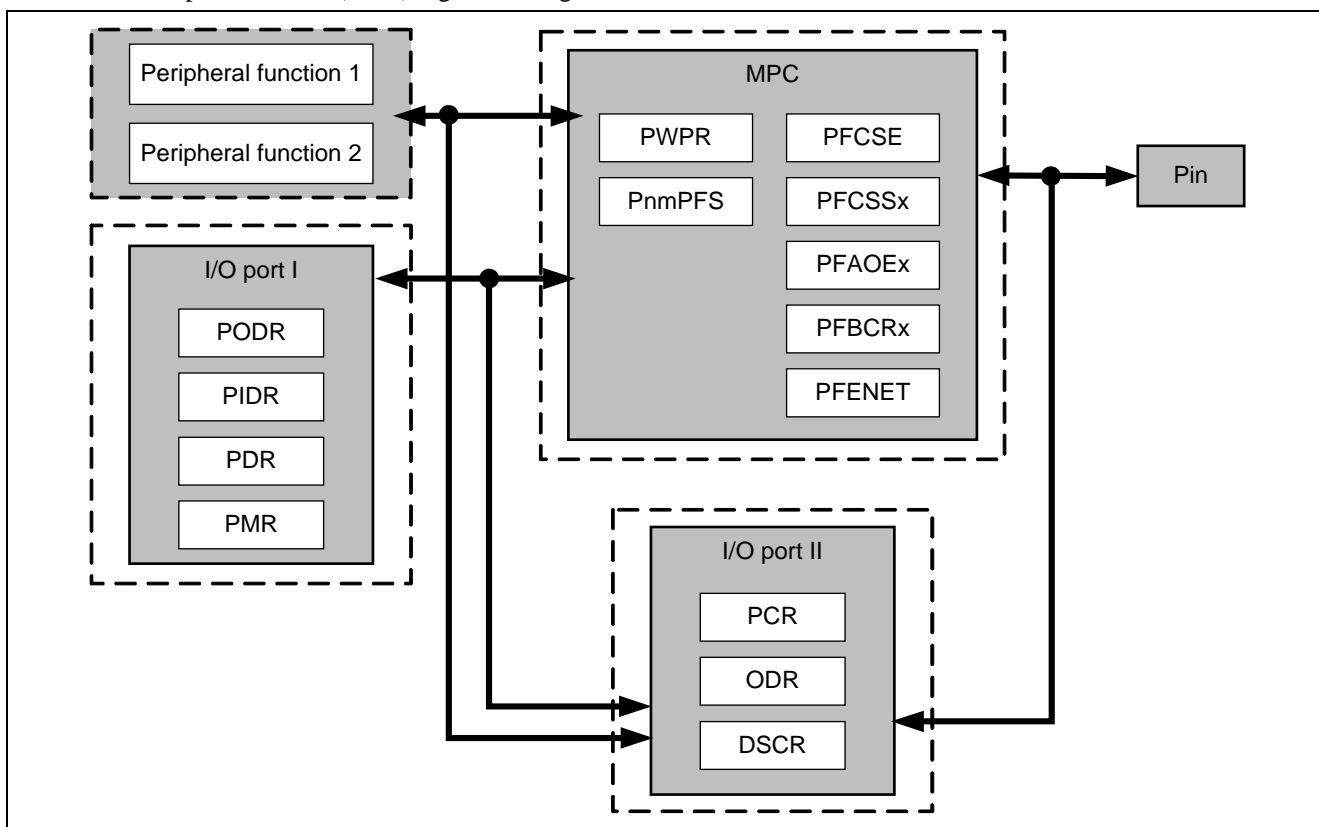 Peripheral function 1
Peripheral function 2
I/O port I
PODR
PIDR
PDR
PMR
MPC
PWPR
PnmPFS
PFCSE
PFCSSx
PFAOEx
PFBCRx
PFENET
Pin
I/O port II
PCR
ODR
DSCR